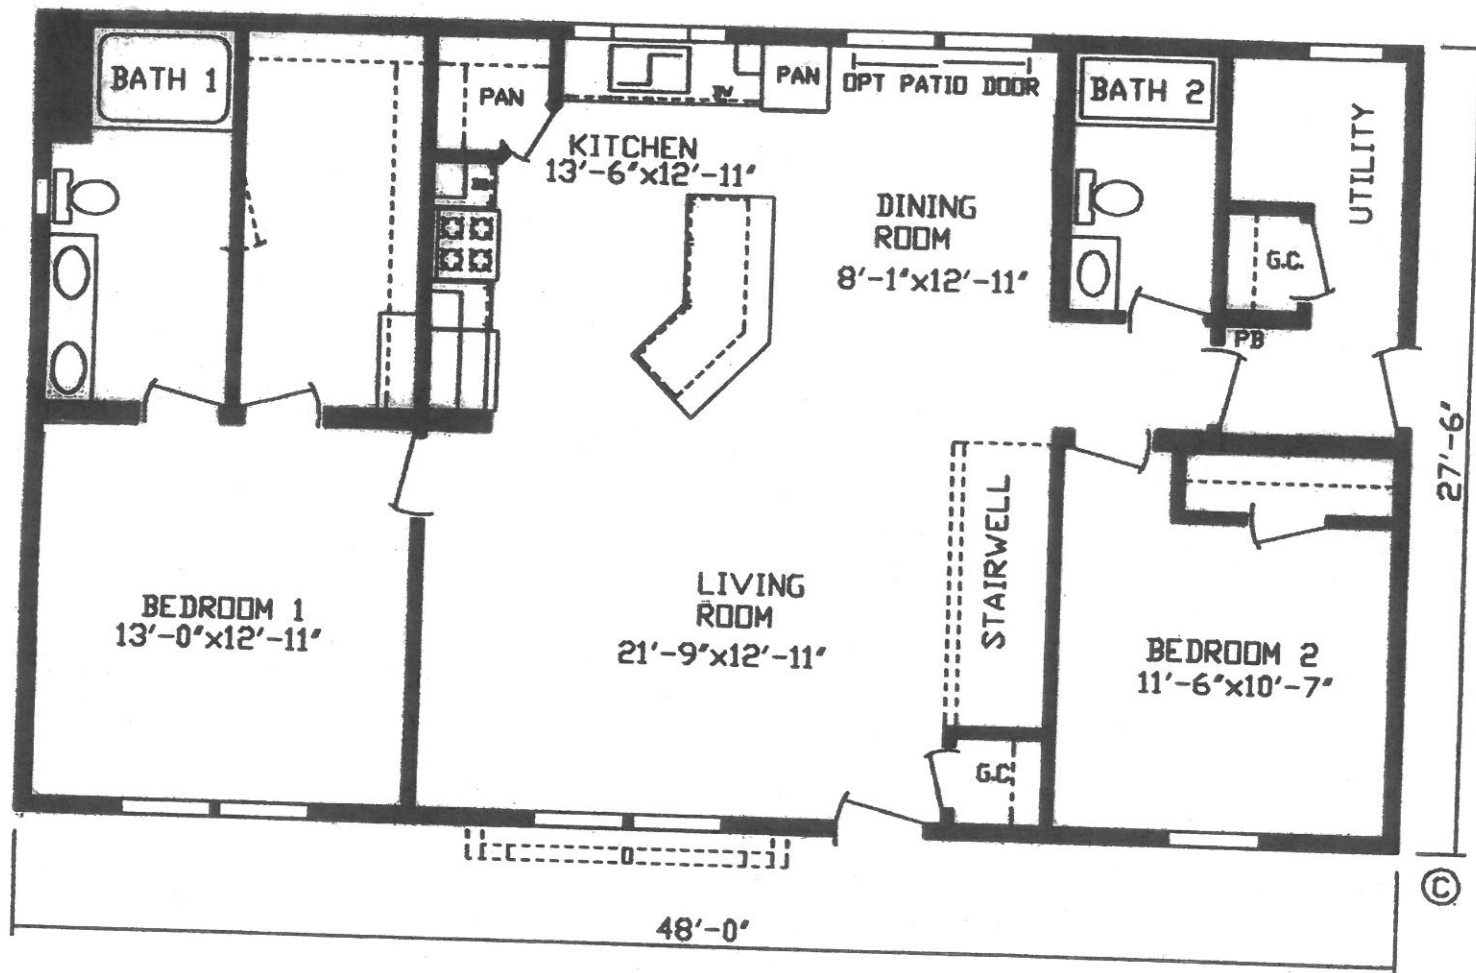 BATH 1
PAN
PAN
OPT PATIO DOOR
BATH 2
UTILITY
KITCHEN
13'-6"x12'-11"
DINING
ROOM
8'-1"x12'-11"
G.C.
PB
27'-6"
STAIRWELL
LIVING
ROOM
21'-9"x12'-11"
BEDROOM 1
13'-0"x12'-11"
BEDROOM 2
11'-6"x10'-7"
G.C.
©
48'-0"